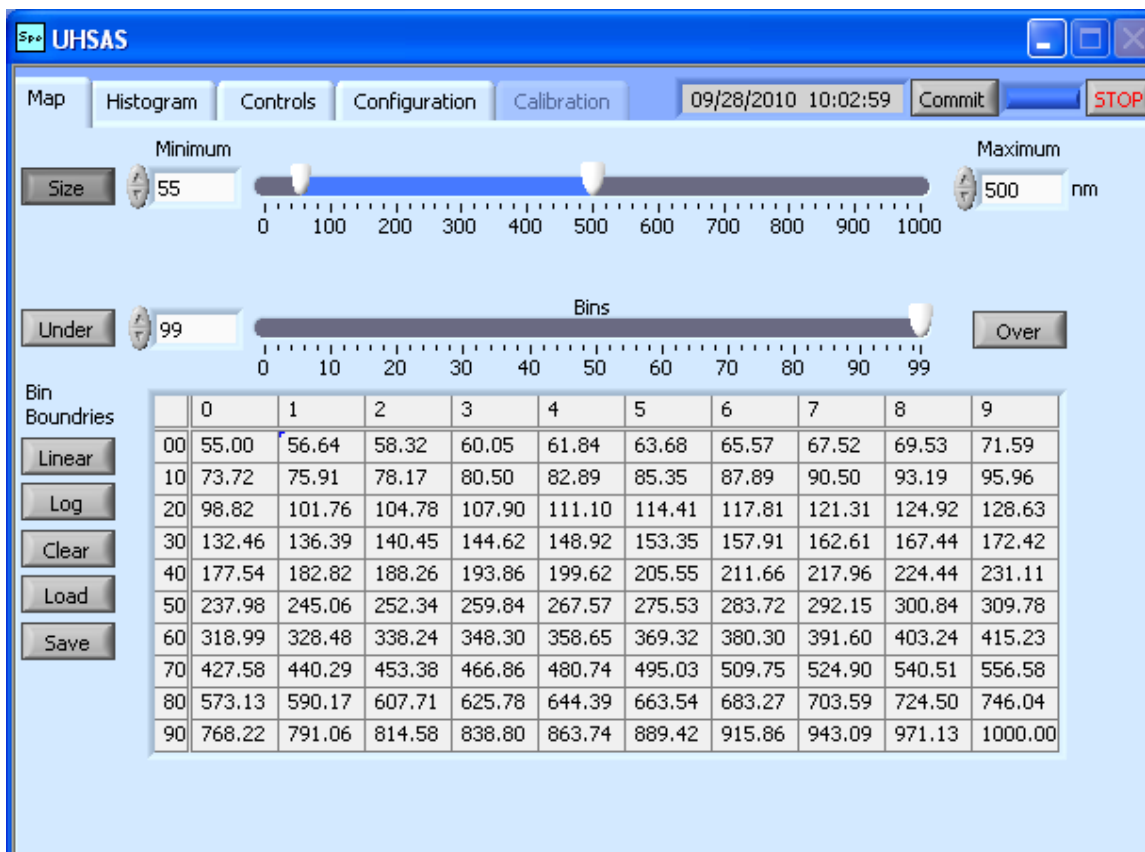 Spe UHSAS
Map Histogram Controls Configuration Calibration 09/28/2010 10:02:59 Commit STOP
Minimum Maximum
Size 55 500 nm
0 100 200 300 400 500 600 700 800 900 1000
Bins
Under 99 Over
0 10 20 30 40 50 60 70 80 90 99
Bin
Boundries
0 1 2 3 4 5 6 7 8 9
00 55.00 56.64 58.32 60.05 61.84 63.68 65.57 67.52 69.53 71.59
Linear
10 73.72 75.91 78.17 80.50 82.89 85.35 87.89 90.50 93.19 95.96
Log
20 98.82 101.76 104.78 107.90 111.10 114.41 117.81 121.31 124.92 128.63
30 132.46 136.39 140.45 144.62 148.92 153.35 157.91 162.61 167.44 172.42
Clear
40 177.54 182.82 188.26 193.86 199.62 205.55 211.66 217.96 224.44 231.11
Load
50 237.98 245.06 252.34 259.84 267.57 275.53 283.72 292.15 300.84 309.78
Save
60 318.99 328.48 338.24 348.30 358.65 369.32 380.30 391.60 403.24 415.23
70 427.58 440.29 453.38 466.86 480.74 495.03 509.75 524.90 540.51 556.58
80 573.13 590.17 607.71 625.78 644.39 663.54 683.27 703.59 724.50 746.04
90 768.22 791.06 814.58 838.80 863.74 889.42 915.86 943.09 971.13 1000.00